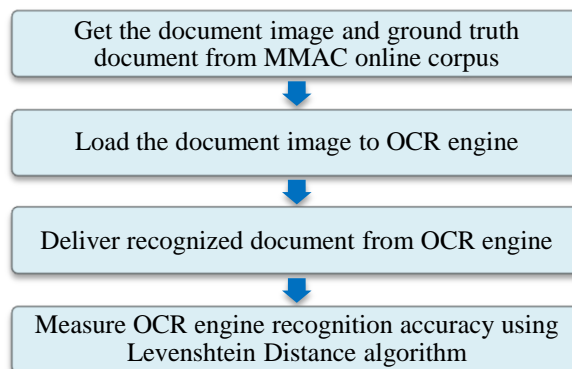 Get the document image and ground truth
document from MMAC online corpus
Load the document image to OCR engine
Deliver recognized document from OCR engine
Measure OCR engine recognition accuracy using
Levenshtein Distance algorithm